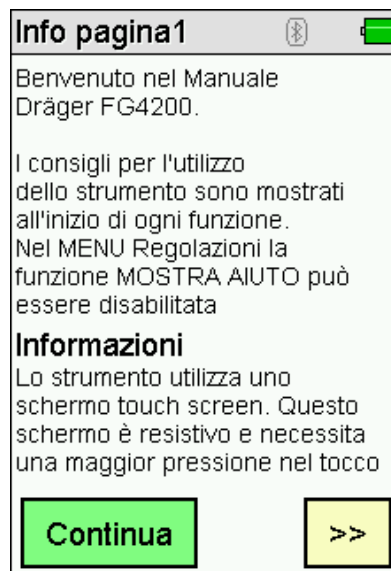 Info pagina1
Benvenuto nel Manuale
Dräger FG4200.
I consigli per l'utilizzo
dello strumento sono mostrati
all'inizio di ogni funzione.
Nel MENU Regolazioni la
funzione MOSTRA AIUTO può
essere disabilitata
Informazioni
Lo strumento utilizza uno
schermo touch screen. Questo
schermo è resistivo e necessita
una maggior pressione nel tocco
Continua
>>